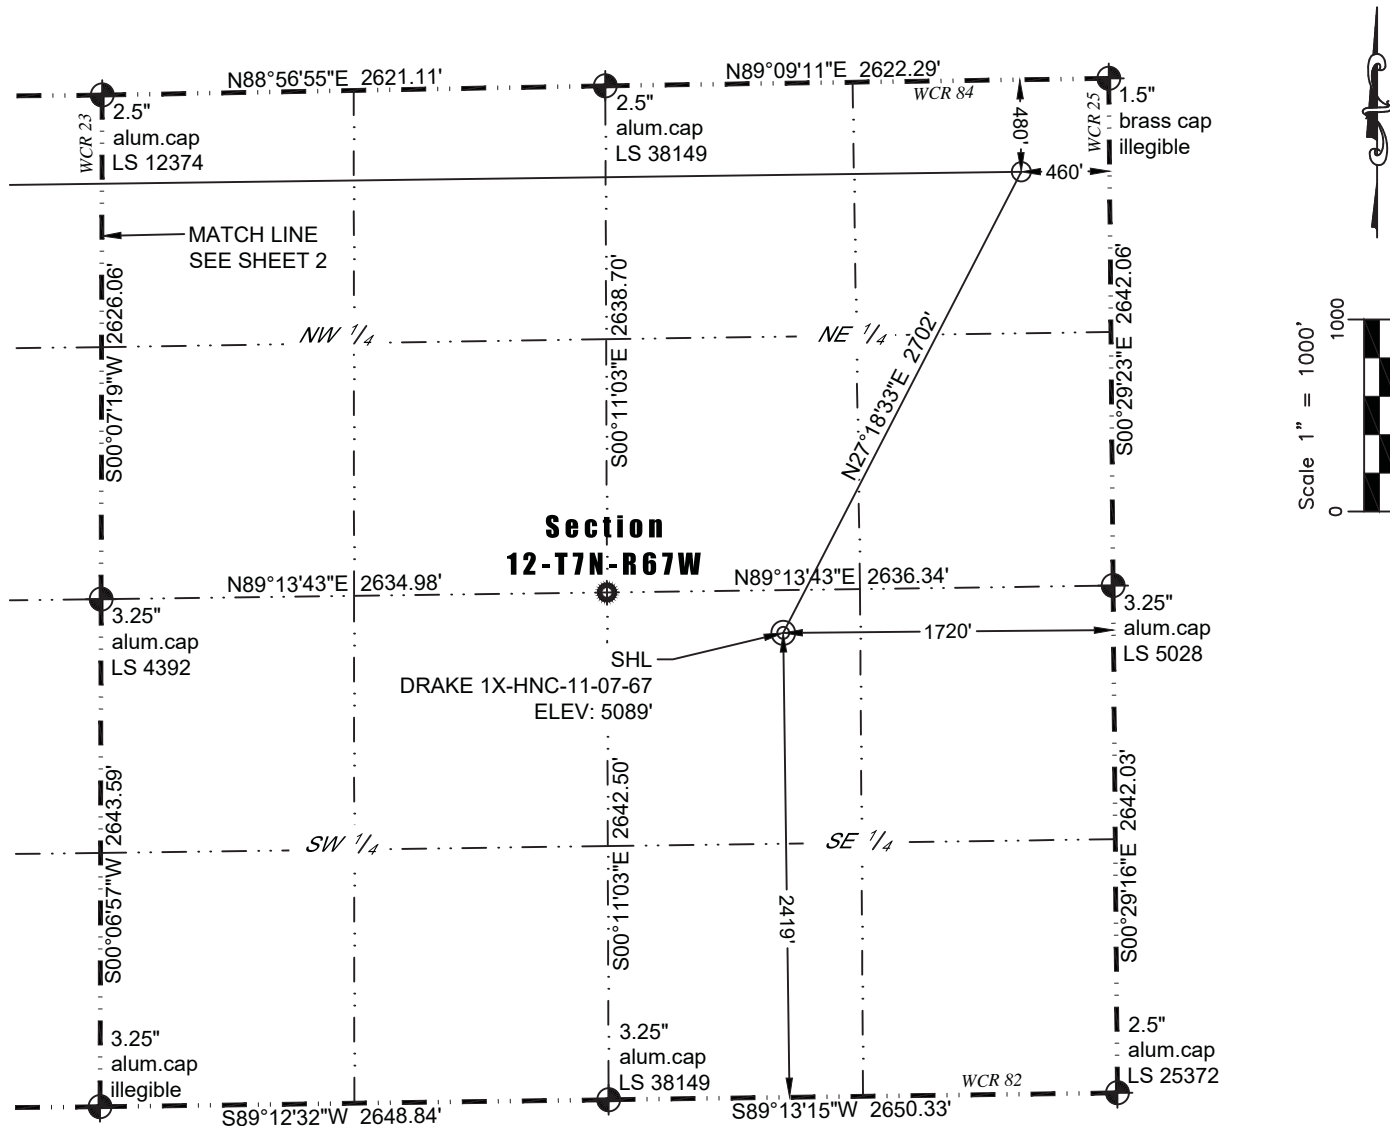 N88°56'55"E 2621.11'
N89°09'11"E 2622.29'
WCR 84
WCR 23
2.5"
alum.cap
LS 12374
2.5"
alum.cap
LS 38149
480'
WCR 25
1.5"
brass cap
illegible
460'
MATCH LINE
SEE SHEET 2
S00°07'19"W 2626.06'
NW 1/4
S00°11'03"E 2638.70'
NE 1/4
N27°18'33"E 2702'
S00°29'23"E 2642.06'
Scale 1" = 1000'
0
1000
Section
12-T7N-R67W
N89°13'43"E 2634.98'
N89°13'43"E 2636.34'
3.25"
alum.cap
LS 4392
3.25"
alum.cap
LS 5028
1720'
SHL
DRAKE 1X-HNC-11-07-67
ELEV: 5089'
S00°06'57"W 2643.59'
SW 1/4
S00°11'03"E 2642.50'
SE 1/4
2419'
S00°29'16"E 2642.03'
3.25"
alum.cap
illegible
3.25"
alum.cap
LS 38149
2.5"
alum.cap
LS 25372
WCR 82
S89°12'32"W 2648.84'
S89°13'15"W 2650.33'